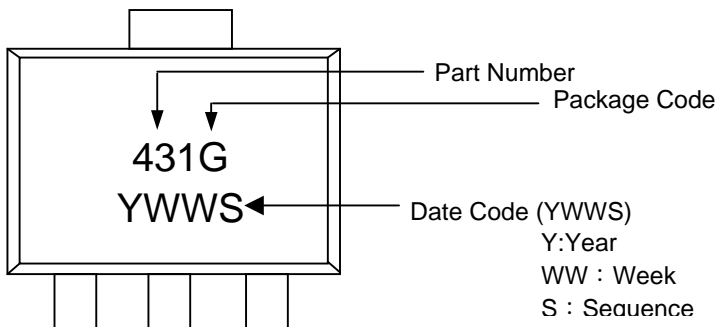 Part Number
Package Code
431G
YWWS
Date Code (YWWS)
Y:Year
WW：Week
S：Sequence